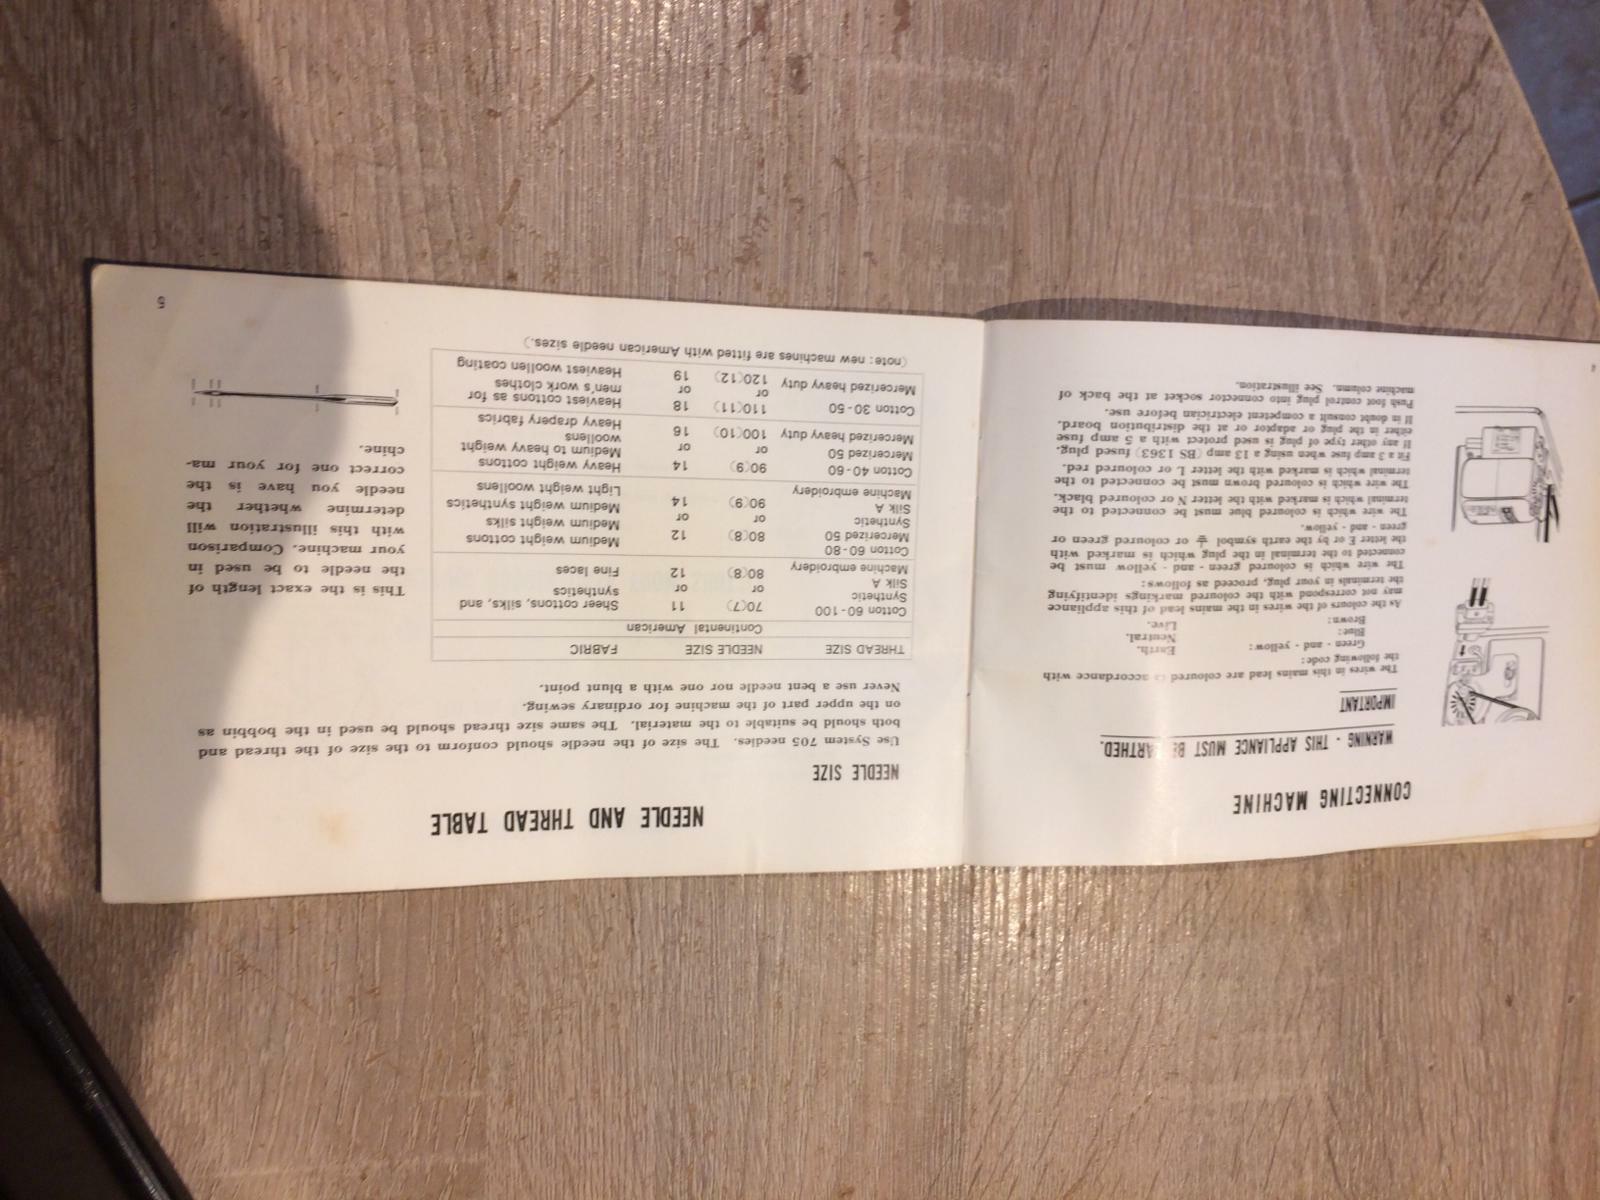 CONNECTING MACHINE
WARNING - THIS APPLIANCE MUST BE EARTHED.
IMPORTANT
The wires in this mains lead are coloured in accordance with
the following code:
Green - and - yellow: Earth.
Blue: Neutral.
Brown: Live.
As the colours of the wires in the mains lead of this appliance
may not correspond with the coloured markings identifying
the terminals in your plug, proceed as follows:
The wire which is coloured green - and - yellow must be
connected to the terminal in the plug which is marked with
the letter E or by the earth symbol ⏚ or coloured green or
green - and - yellow.
The wire which is coloured blue must be connected to the
terminal which is marked with the letter N or coloured black.
The wire which is coloured brown must be connected to the
terminal which is marked with the letter L or coloured red.
Fit a 3 amp fuse when using a 13 amp (BS 1363) fused plug.
If any other type of plug is used protect with a 5 amp fuse
either in the plug or adaptor or at the distribution board.
If in doubt consult a competent electrician before use.
Push foot control plug into connector socket at the back of
machine column. See illustration.
4
NEEDLE AND THREAD TABLE
NEEDLE SIZE
Use System 705 needles. The size of the needle should conform to the size of the thread and
both should be suitable to the material. The same size thread should be used in the bobbin as
on the upper part of the machine for ordinary sewing.
Never use a bent needle nor one with a blunt point.
THREAD SIZE NEEDLE SIZE FABRIC
Continental American
Cotton 60-100 70(7) 11 Sheer cottons, silks, and
Synthetic or or synthetics
Silk A
Machine embroidery 80(8) 12 Fine laces
Cotton 60-80
Mercerized 50 80(8) 12 Medium weight cottons
Synthetic or or Medium weight silks
Silk A 90(9) 14 Medium weight synthetics
Machine embroidery Light weight woollens
Cotton 40-60 90(9) 14 Heavy weight cottons
Mercerized 50 or or Medium to heavy weight
woollens
Mercerized heavy duty 100(10) 16 Heavy drapery fabrics
Cotton 30-50 110(11) 18 Heaviest cottons as for
or or men's work clothes
Mercerized heavy duty 120(12) 19 Heaviest woollen coating
(note: new machines are fitted with American needle sizes.)
This is the exact length of
the needle to be used in
your machine. Comparison
with this illustration will
determine whether the
needle you have is the
correct one for your ma-
chine.
5